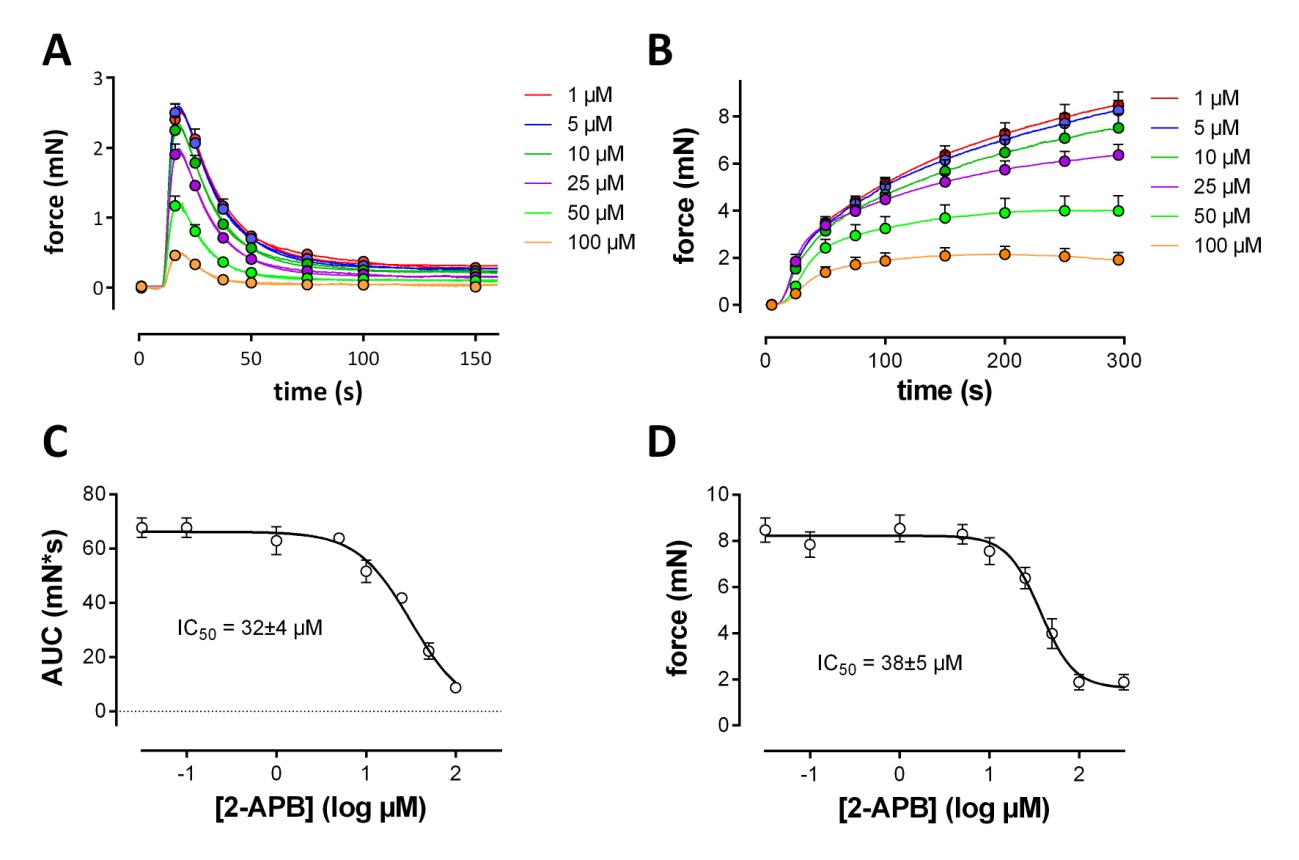 A
3
2
1
0
force (mN)
0 50 100 150
time (s)
1 µM
5 µM
10 µM
25 µM
50 µM
100 µM
B
8
6
4
2
0
force (mN)
0 100 200 300
time (s)
1 µM
5 µM
10 µM
25 µM
50 µM
100 µM
C
80
60
40
20
0
AUC (mN*s)
IC50 = 32±4 µM
-1 0 1 2
[2-APB] (log µM)
D
10
8
6
4
2
0
force (mN)
IC50 = 38±5 µM
-1 0 1 2
[2-APB] (log µM)